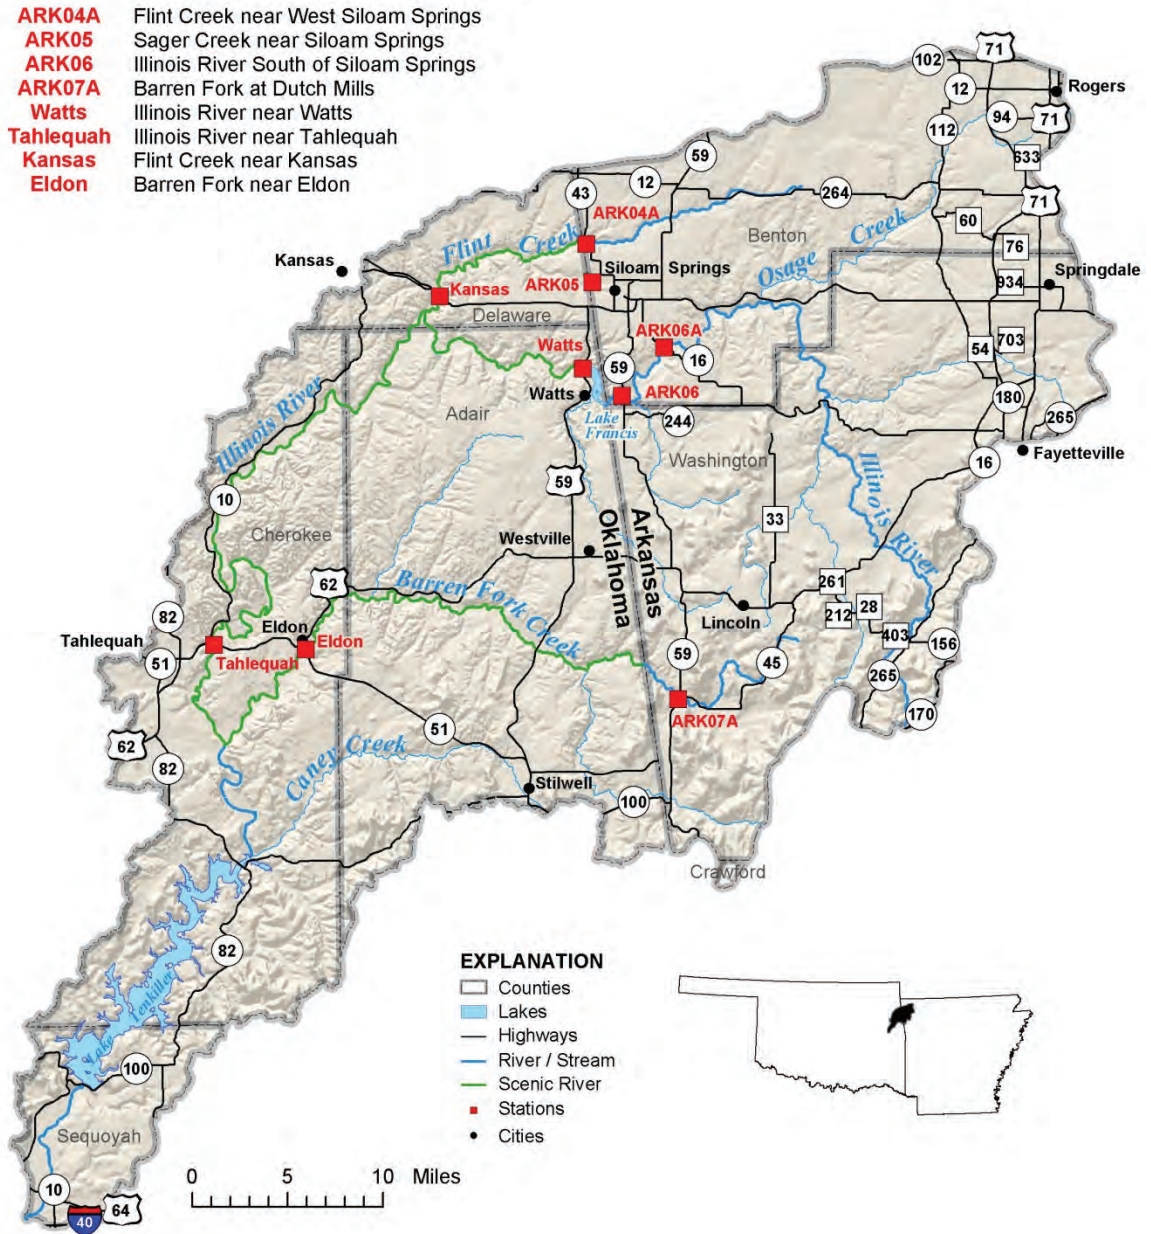 ARK04A Flint Creek near West Siloam Springs
ARK05 Sager Creek near Siloam Springs
ARK06 Illinois River South of Siloam Springs
ARK07A Barren Fork at Dutch Mills
Watts Illinois River near Watts
Tahlequah Illinois River near Tahlequah
Kansas Flint Creek near Kansas
Eldon Barren Fork near Eldon
71
102
12
Rogers
94
71
112
633
59
12
43
264
71
ARK04A
60
Flint Creek
Benton
Osage Creek
76
Kansas
Siloam Springs
Springdale
ARK05
934
Kansas
Delaware
ARK06A
703
Watts
54
59
16
Illinois River
Watts
ARK06
180
Adair
Lake Francis
244
265
Fayetteville
Washington
16
59
Illinois River
10
33
Cherokee
Oklahoma
Arkansas
Westville
62
Barren Fork Creek
261
28
82
Lincoln
212
Eldon
Eldon
403
156
Tahlequah
Tahlequah
51
59
45
265
ARK07A
170
51
62
82
Caney Creek
Stilwell
100
Crawford
82
EXPLANATION
Counties
Lakes
Highways
River / Stream
Scenic River
Stations
Cities
Lake Tenkiller
100
Sequoyah
0 5 10 Miles
10
64
40